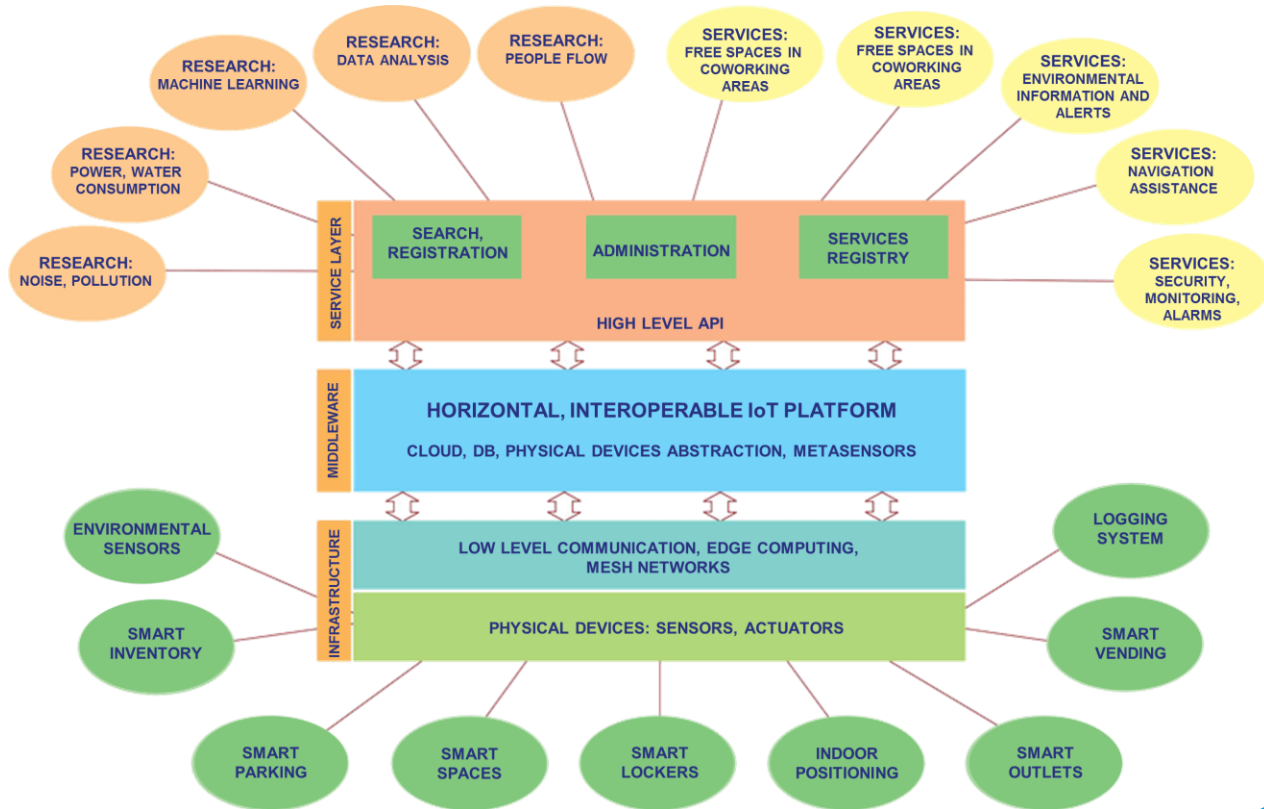 RESEARCH:
DATA ANALYSIS
RESEARCH:
PEOPLE FLOW
SERVICES:
FREE SPACES IN
COWORKING
AREAS
SERVICES:
FREE SPACES IN
COWORKING
AREAS
RESEARCH:
MACHINE LEARNING
SERVICES:
ENVIRONMENTAL
INFORMATION AND
ALERTS
RESEARCH:
POWER, WATER
CONSUMPTION
SERVICES:
NAVIGATION
ASSISTANCE
RESEARCH:
NOISE, POLLUTION
SERVICES:
SECURITY,
MONITORING,
ALARMS
SERVICE LAYER
SEARCH,
REGISTRATION
ADMINISTRATION
SERVICES
REGISTRY
HIGH LEVEL API
MIDDLEWARE
HORIZONTAL, INTEROPERABLE IoT PLATFORM
CLOUD, DB, PHYSICAL DEVICES ABSTRACTION, METASENSORS
INFRASTRUCTURE
LOW LEVEL COMMUNICATION, EDGE COMPUTING,
MESH NETWORKS
PHYSICAL DEVICES: SENSORS, ACTUATORS
ENVIRONMENTAL
SENSORS
LOGGING
SYSTEM
SMART
INVENTORY
SMART
VENDING
SMART
PARKING
SMART
SPACES
SMART
LOCKERS
INDOOR
POSITIONING
SMART
OUTLETS